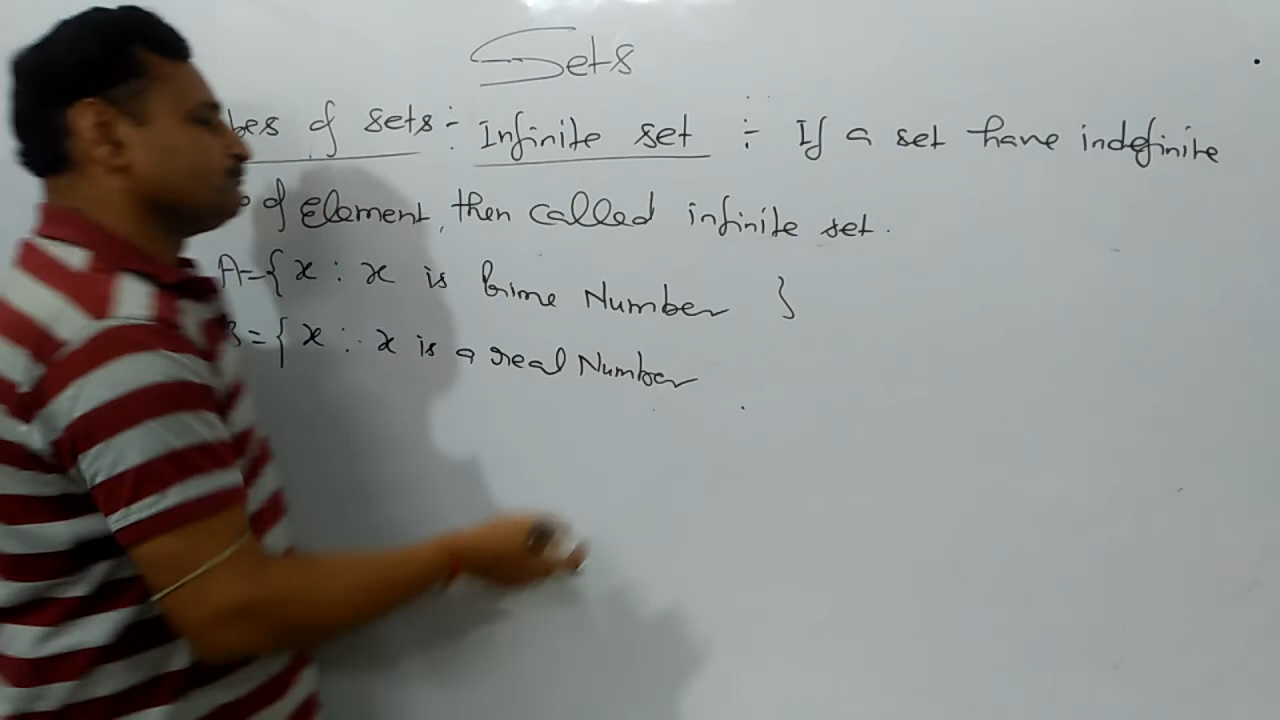 Sets
of sets :- Infinite set :- If a set have indefinite
of Element, then called infinite set.
A={ x : x is Prime Number }
B={ x : x is a real Number